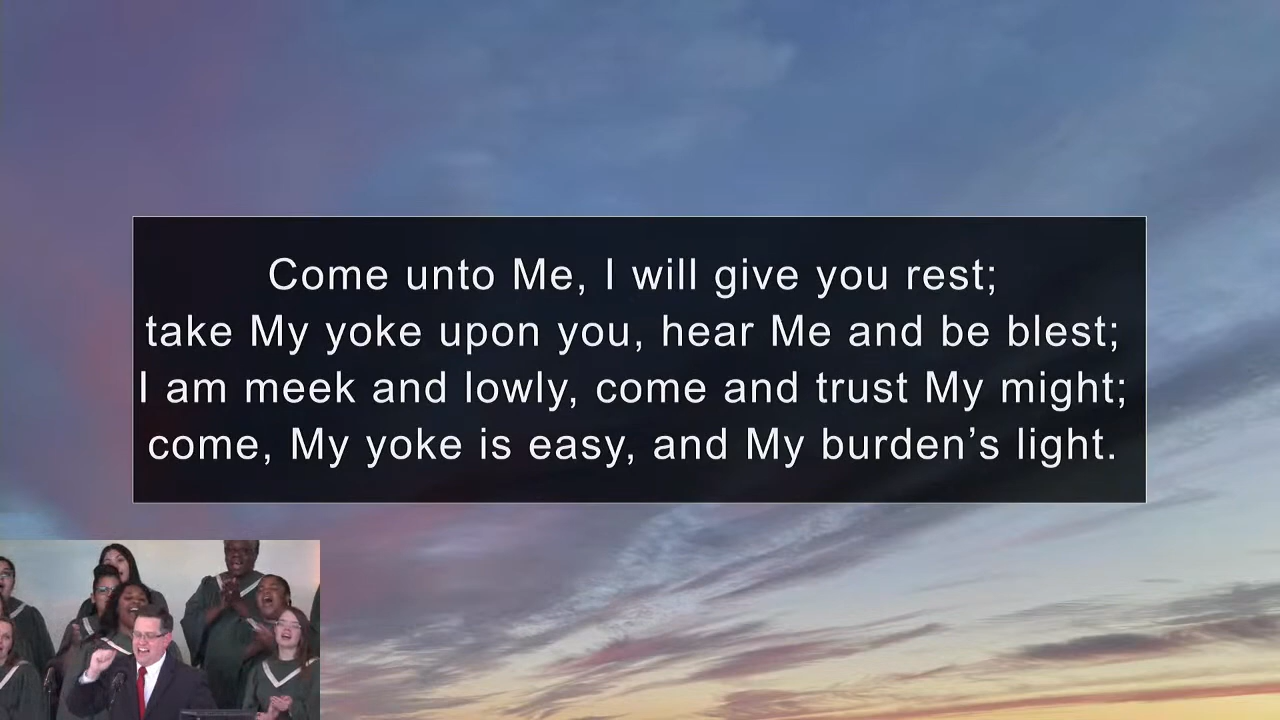 Come unto Me, I will give you rest;
take My yoke upon you, hear Me and be blest;
I am meek and lowly, come and trust My might;
come, My yoke is easy, and My burden’s light.